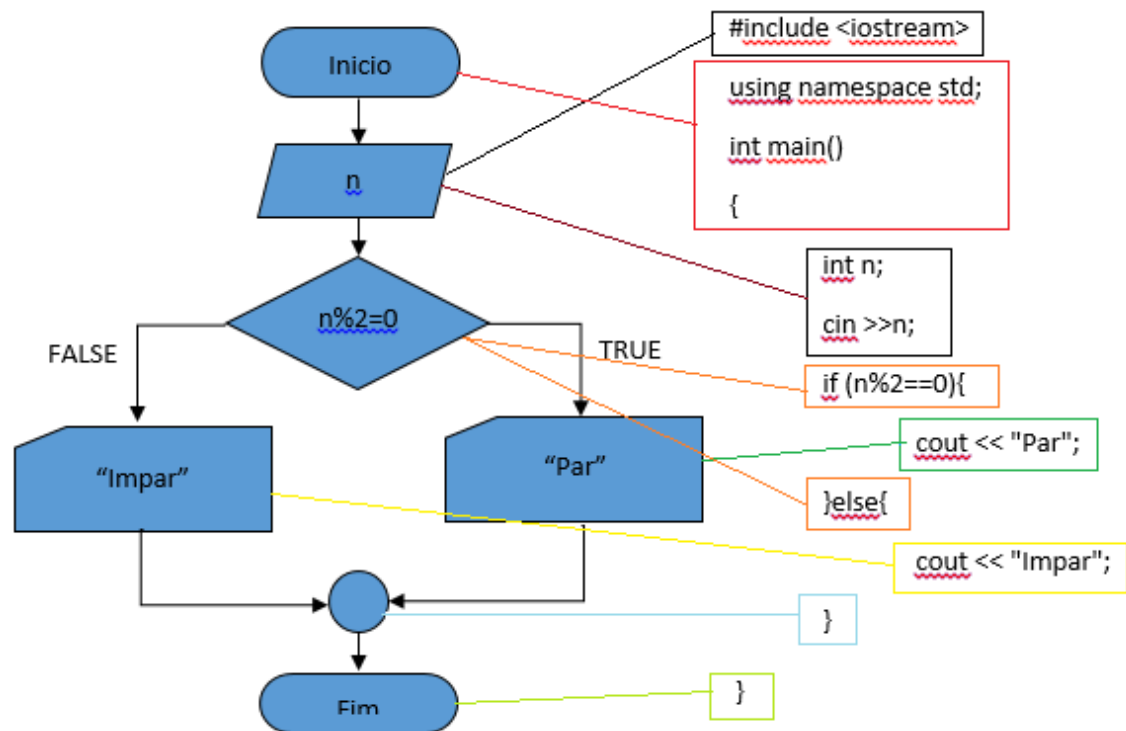 Inicio
n
n%2=0
FALSE
TRUE
“Impar”
“Par”
Fim
#include <iostream>
using namespace std;
int main()
{
int n;
cin >>n;
if (n%2==0){
cout << "Par";
}else{
cout << "Impar";
}
}